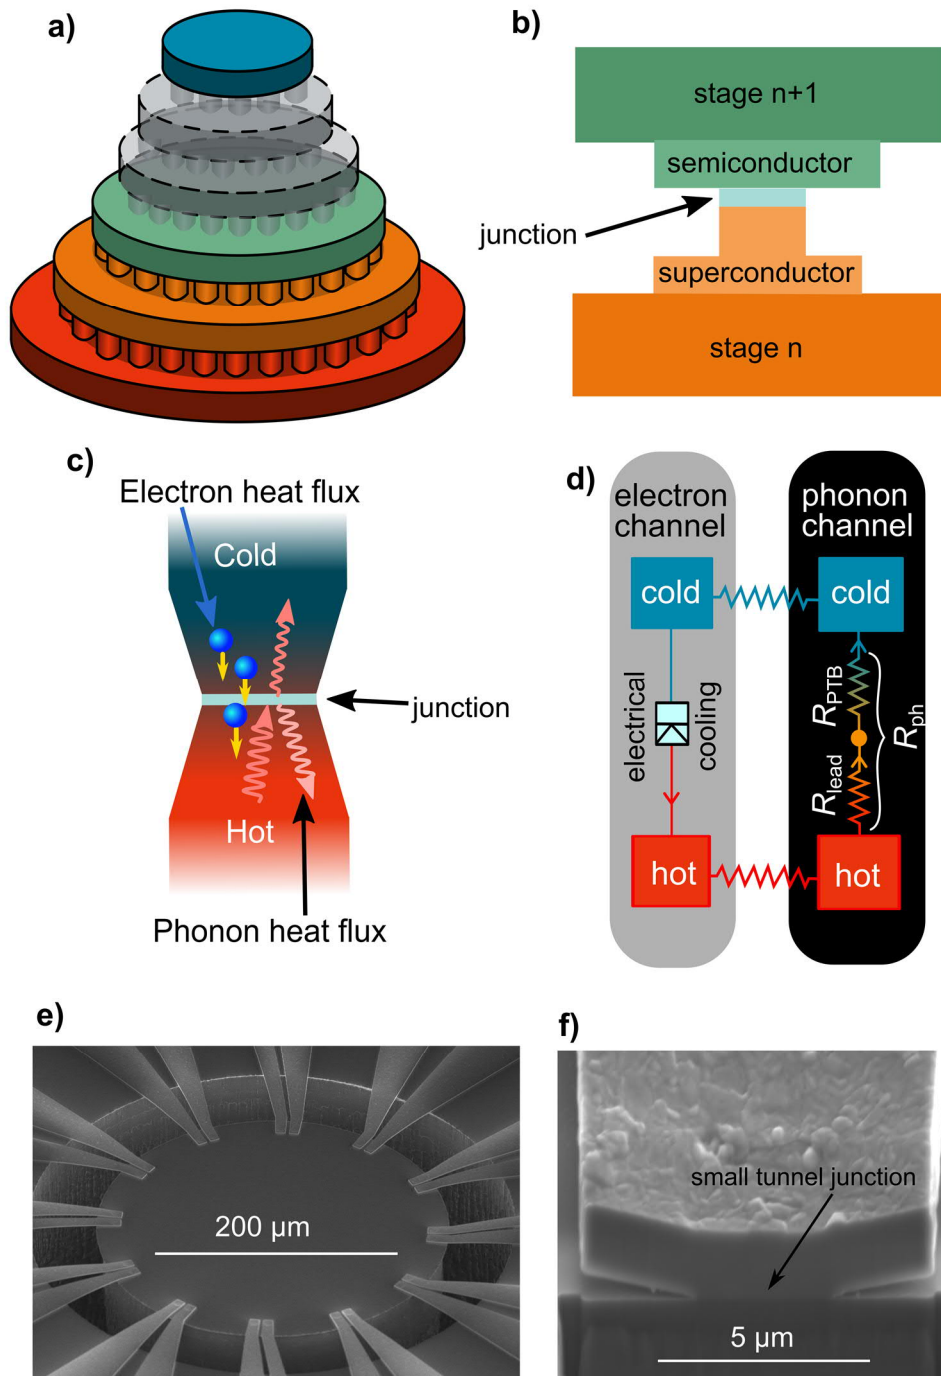 a)
b)
stage n+1
semiconductor
junction
superconductor
stage n
c)
Electron heat flux
Cold
junction
Hot
Phonon heat flux
d)
electron
channel
phonon
channel
cold
cold
electrical
cooling
R_PTB
R_lead
R_ph
hot
hot
e)
200 µm
f)
small tunnel junction
5 µm